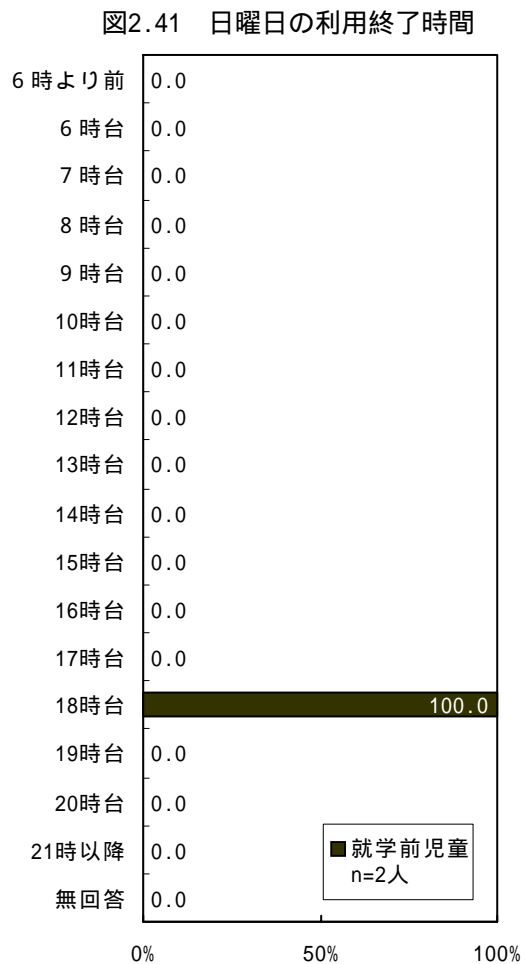 図2.41　日曜日の利用終了時間
6時より前 0.0
6時台 0.0
7時台 0.0
8時台 0.0
9時台 0.0
10時台 0.0
11時台 0.0
12時台 0.0
13時台 0.0
14時台 0.0
15時台 0.0
16時台 0.0
17時台 0.0
18時台 100.0
19時台 0.0
20時台 0.0
21時以降 0.0
無回答 0.0
就学前児童
n=2人
0% 50% 100%